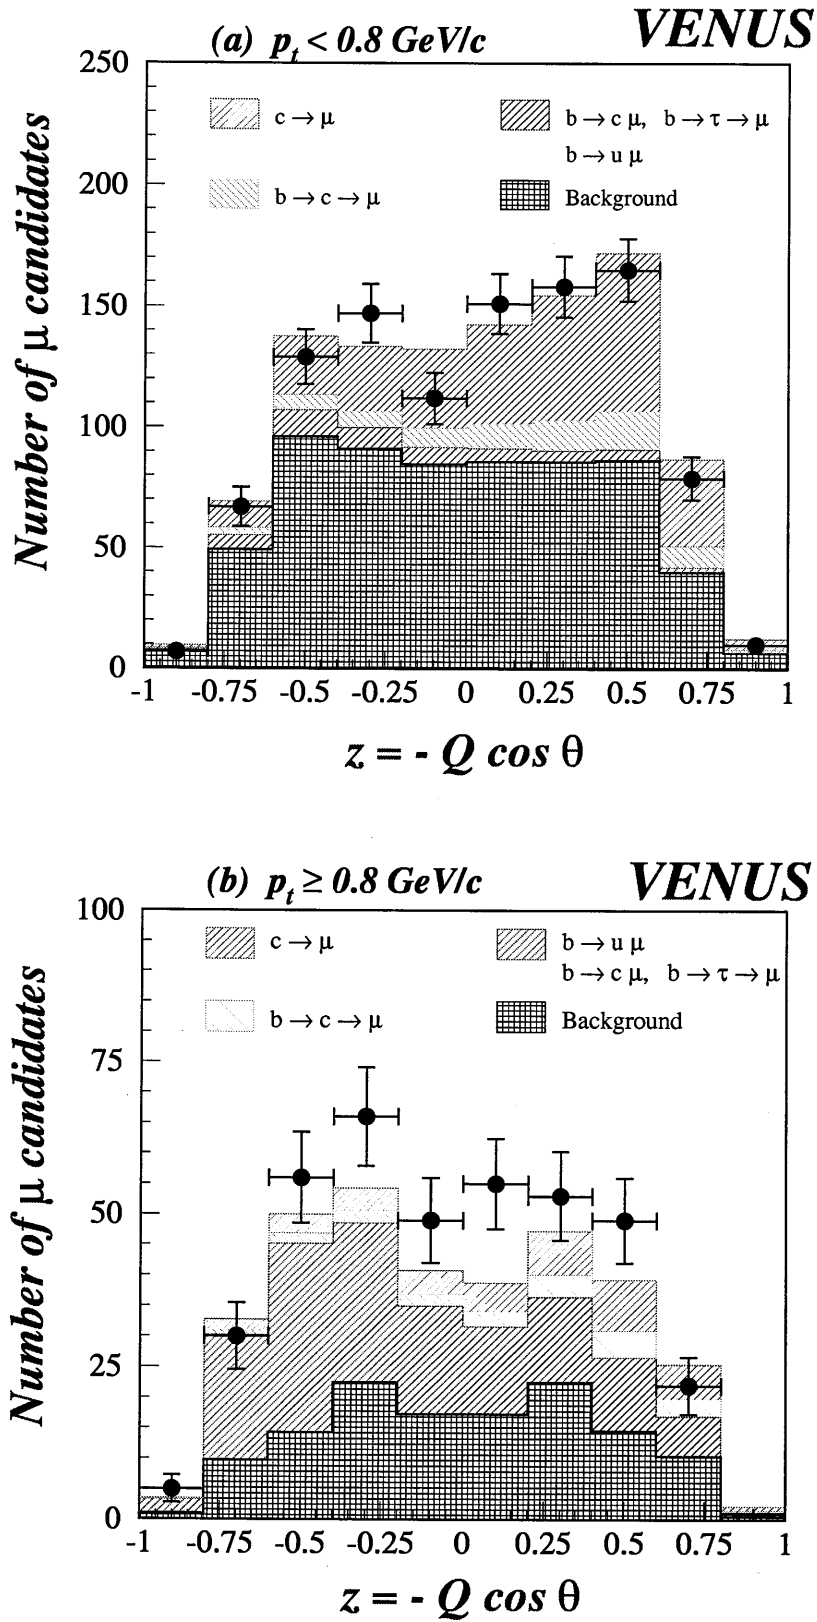 (a) p_t < 0.8 GeV/c VENUS
250
200
150
100
50
0
Number of μ candidates
c → μ
b → c → μ
b → c μ, b → τ → μ
b → u μ
Background
-1 -0.75 -0.5 -0.25 0 0.25 0.5 0.75 1
z = - Q cos θ
(b) p_t ≥ 0.8 GeV/c VENUS
100
75
50
25
0
Number of μ candidates
c → μ
b → c → μ
b → u μ
b → c μ, b → τ → μ
Background
-1 -0.75 -0.5 -0.25 0 0.25 0.5 0.75 1
z = - Q cos θ